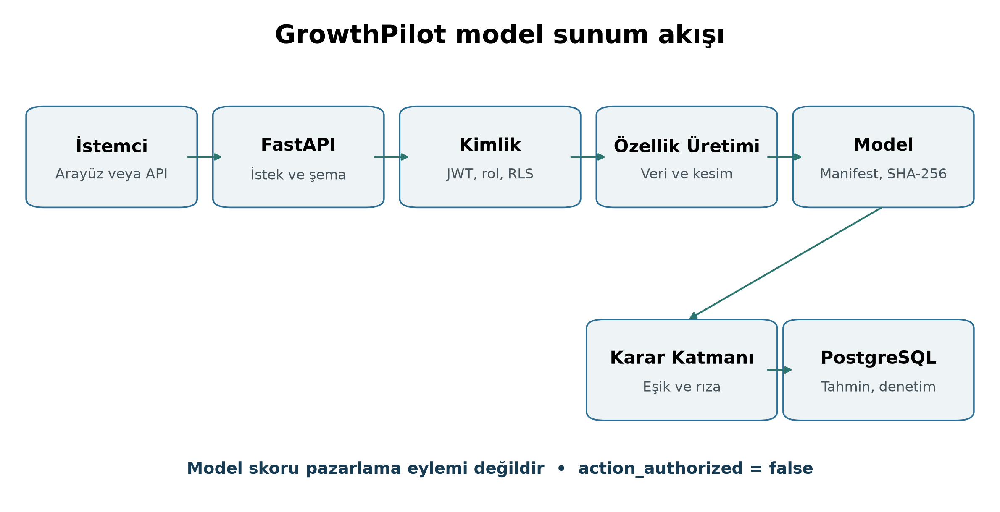 GrowthPilot model sunum akışı
İstemci
Arayüz veya API
FastAPI
İstek ve şema
Kimlik
JWT, rol, RLS
Özellik Üretimi
Veri ve kesim
Model
Manifest, SHA-256
Karar Katmanı
Eşik ve rıza
PostgreSQL
Tahmin, denetim
Model skoru pazarlama eylemi değildir • action_authorized = false